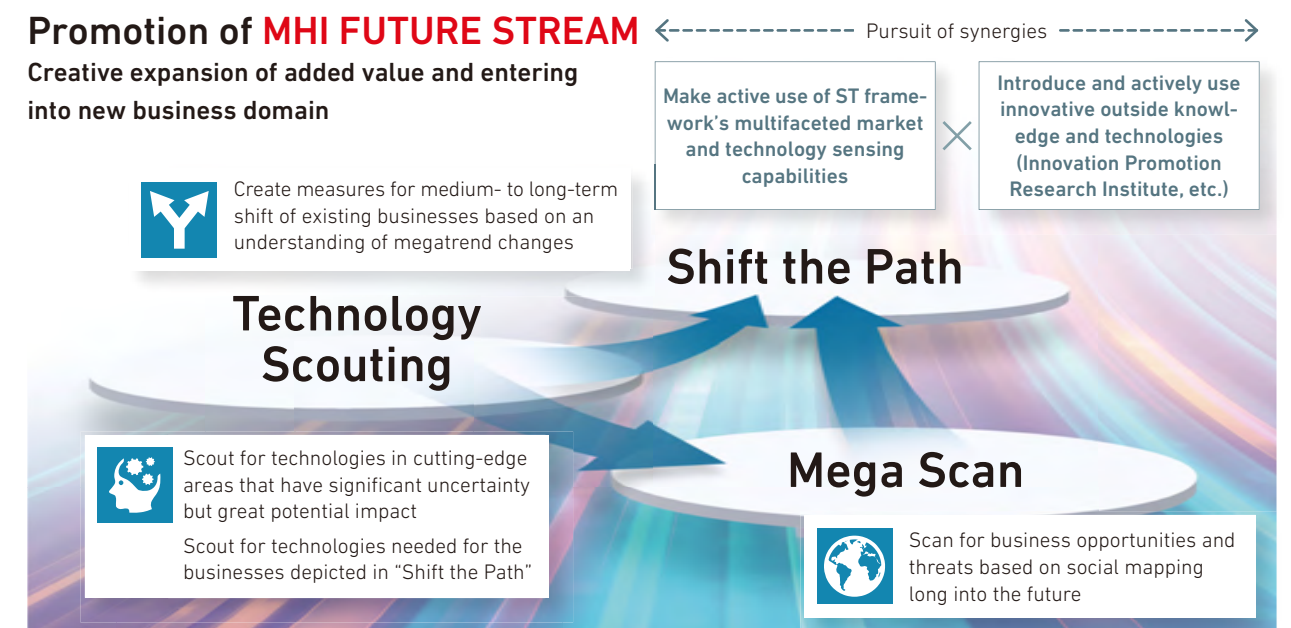 Promotion of MHI FUTURE STREAM
Creative expansion of added value and entering
into new business domain
Pursuit of synergies
Make active use of ST frame-
work's multifaceted market
and technology sensing
capabilities
×
Introduce and actively use
innovative outside knowl-
edge and technologies
(Innovation Promotion
Research Institute, etc.)
Create measures for medium- to long-term
shift of existing businesses based on an
understanding of megatrend changes
Shift the Path
Technology
Scouting
Scout for technologies in cutting-edge
areas that have significant uncertainty
but great potential impact
Scout for technologies needed for the
businesses depicted in “Shift the Path”
Mega Scan
Scan for business opportunities and
threats based on social mapping
long into the future